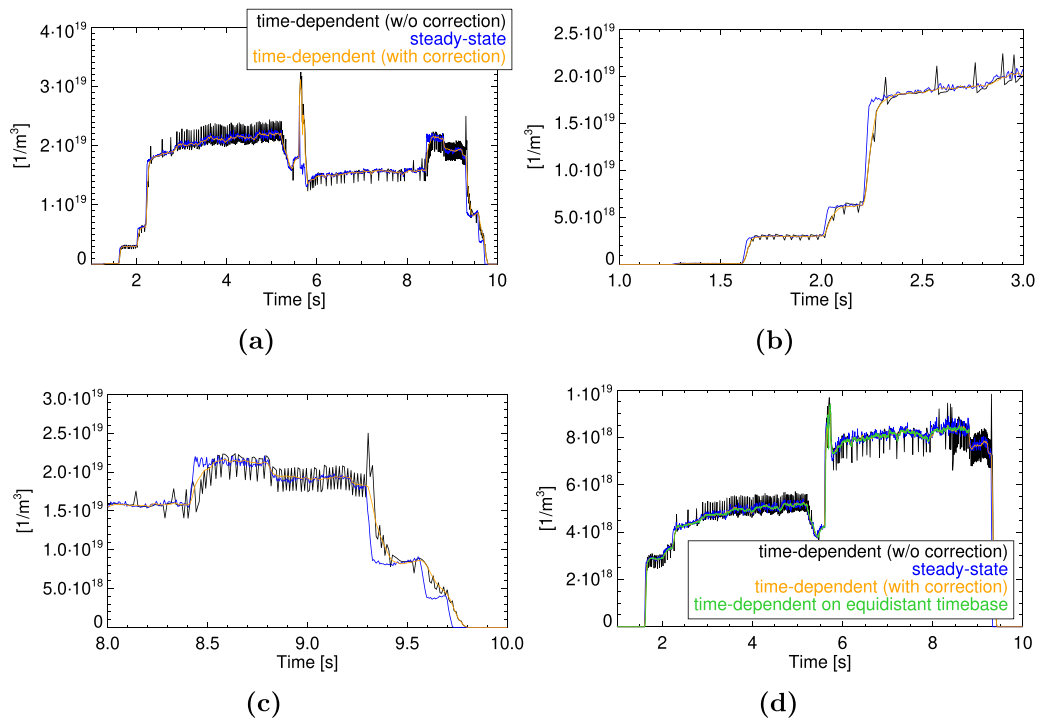 4·10¹⁹
3·10¹⁹
2·10¹⁹
1·10¹⁹
0
[1/m³]
time-dependent (w/o correction)
steady-state
time-dependent (with correction)
2 4 6 8 10
Time [s]
(a)
2.5·10¹⁹
2.0·10¹⁹
1.5·10¹⁹
1.0·10¹⁹
5.0·10¹⁸
0
[1/m³]
1.0 1.5 2.0 2.5 3.0
Time [s]
(b)
3.0·10¹⁹
2.5·10¹⁹
2.0·10¹⁹
1.5·10¹⁹
1.0·10¹⁹
5.0·10¹⁸
0
[1/m³]
8.0 8.5 9.0 9.5 10.0
Time [s]
(c)
1·10¹⁹
8·10¹⁸
6·10¹⁸
4·10¹⁸
2·10¹⁸
0
[1/m³]
time-dependent (w/o correction)
steady-state
time-dependent (with correction)
time-dependent on equidistant timebase
2 4 6 8 10
Time [s]
(d)